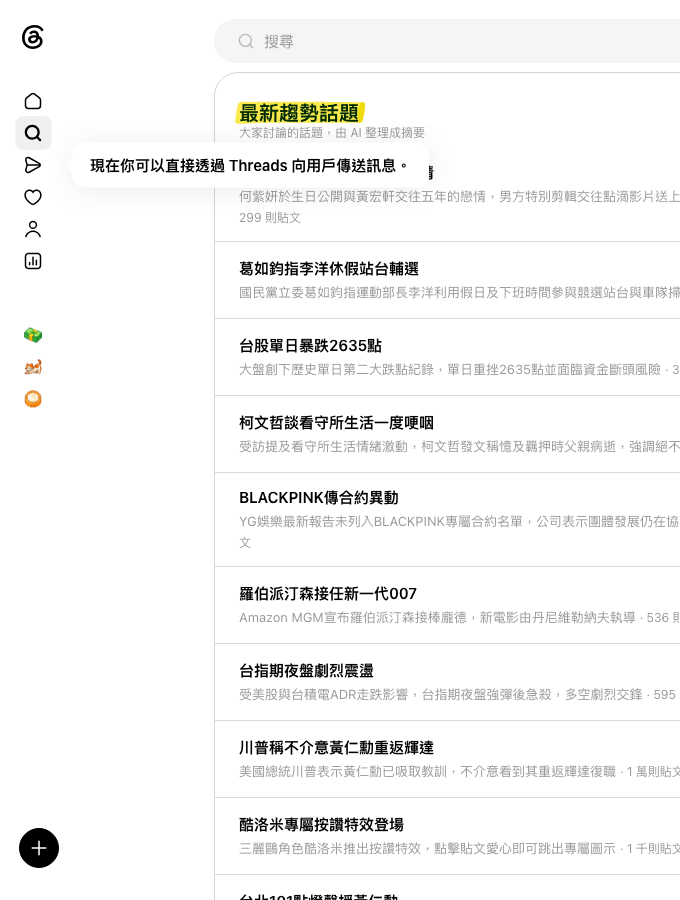 搜尋
最新趨勢話題
大家討論的話題，由 AI 整理成摘要
現在你可以直接透過 Threads 向用戶傳送訊息。
何紫妍於生日公開與黃宏軒交往五年的戀情，男方特別剪輯交往點滴影片送上
299 則貼文
葛如鈞指李洋休假站台輔選
國民黨立委葛如鈞指運動部長李洋利用假日及下班時間參與競選站台與車隊掃
台股單日暴跌2635點
大盤創下歷史單日第二大跌點紀錄，單日重挫2635點並面臨資金斷頭風險 · 3
柯文哲談看守所生活一度哽咽
受訪提及看守所生活情緒激動，柯文哲發文稱憶及羈押時父親病逝，強調絕不
BLACKPINK傳合約異動
YG娛樂最新報告未列入BLACKPINK專屬合約名單，公司表示團體發展仍在協
文
羅伯派汀森接任新一代007
Amazon MGM宣布羅伯派汀森接棒龐德，新電影由丹尼維勒納夫執導 · 536 則
台指期夜盤劇烈震盪
受美股與台積電ADR走跌影響，台指期夜盤強彈後急殺，多空劇烈交鋒 · 595
川普稱不介意黃仁勳重返輝達
美國總統川普表示黃仁勳已吸取教訓，不介意看到其重返輝達復職 · 1 萬則貼文
酷洛米專屬按讚特效登場
三麗鷗角色酷洛米推出按讚特效，點擊貼文愛心即可跳出專屬圖示 · 1 千則貼文
台北101點燈聲援黃仁勳